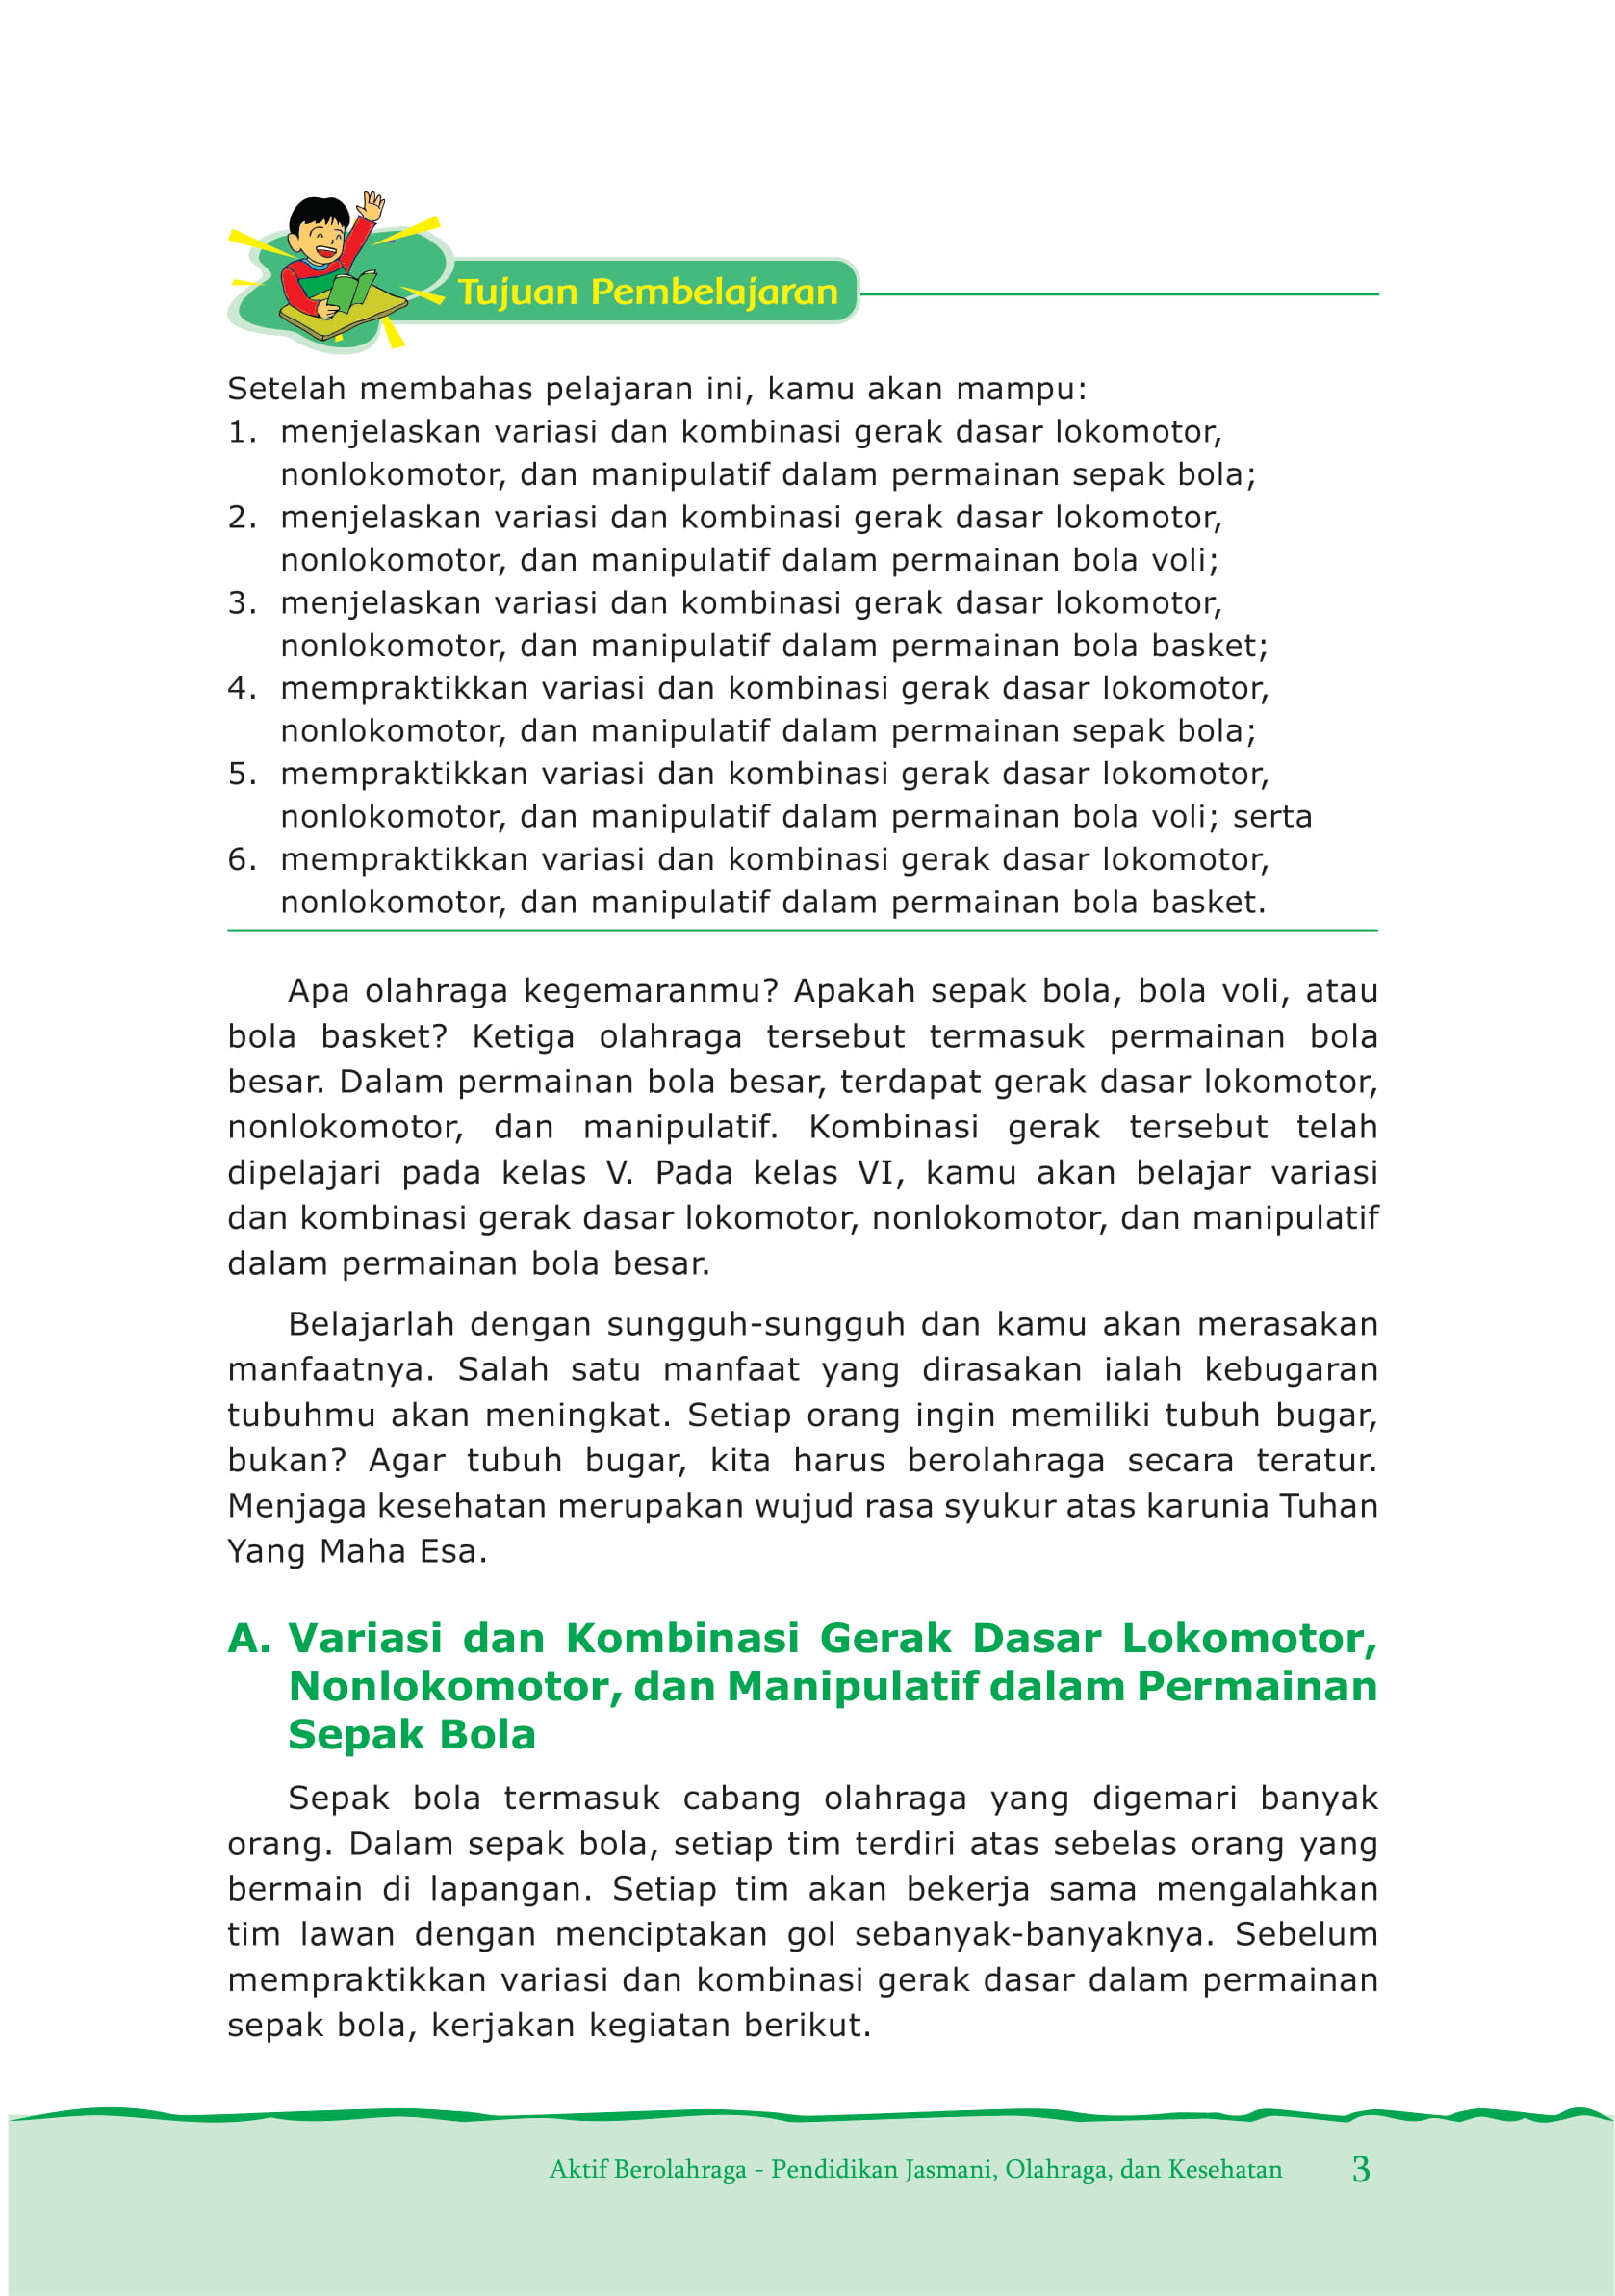 Tujuan Pembelajaran
Setelah membahas pelajaran ini, kamu akan mampu:
1. menjelaskan variasi dan kombinasi gerak dasar lokomotor,
nonlokomotor, dan manipulatif dalam permainan sepak bola;
2. menjelaskan variasi dan kombinasi gerak dasar lokomotor,
nonlokomotor, dan manipulatif dalam permainan bola voli;
3. menjelaskan variasi dan kombinasi gerak dasar lokomotor,
nonlokomotor, dan manipulatif dalam permainan bola basket;
4. mempraktikkan variasi dan kombinasi gerak dasar lokomotor,
nonlokomotor, dan manipulatif dalam permainan sepak bola;
5. mempraktikkan variasi dan kombinasi gerak dasar lokomotor,
nonlokomotor, dan manipulatif dalam permainan bola voli; serta
6. mempraktikkan variasi dan kombinasi gerak dasar lokomotor,
nonlokomotor, dan manipulatif dalam permainan bola basket.
Apa olahraga kegemaranmu? Apakah sepak bola, bola voli, atau
bola basket? Ketiga olahraga tersebut termasuk permainan bola
besar. Dalam permainan bola besar, terdapat gerak dasar lokomotor,
nonlokomotor, dan manipulatif. Kombinasi gerak tersebut telah
dipelajari pada kelas V. Pada kelas VI, kamu akan belajar variasi
dan kombinasi gerak dasar lokomotor, nonlokomotor, dan manipulatif
dalam permainan bola besar.
Belajarlah dengan sungguh-sungguh dan kamu akan merasakan
manfaatnya. Salah satu manfaat yang dirasakan ialah kebugaran
tubuhmu akan meningkat. Setiap orang ingin memiliki tubuh bugar,
bukan? Agar tubuh bugar, kita harus berolahraga secara teratur.
Menjaga kesehatan merupakan wujud rasa syukur atas karunia Tuhan
Yang Maha Esa.
A. Variasi dan Kombinasi Gerak Dasar Lokomotor,
Nonlokomotor, dan Manipulatif dalam Permainan
Sepak Bola
Sepak bola termasuk cabang olahraga yang digemari banyak
orang. Dalam sepak bola, setiap tim terdiri atas sebelas orang yang
bermain di lapangan. Setiap tim akan bekerja sama mengalahkan
tim lawan dengan menciptakan gol sebanyak-banyaknya. Sebelum
mempraktikkan variasi dan kombinasi gerak dasar dalam permainan
sepak bola, kerjakan kegiatan berikut.
Aktif Berolahraga - Pendidikan Jasmani, Olahraga, dan Kesehatan 3